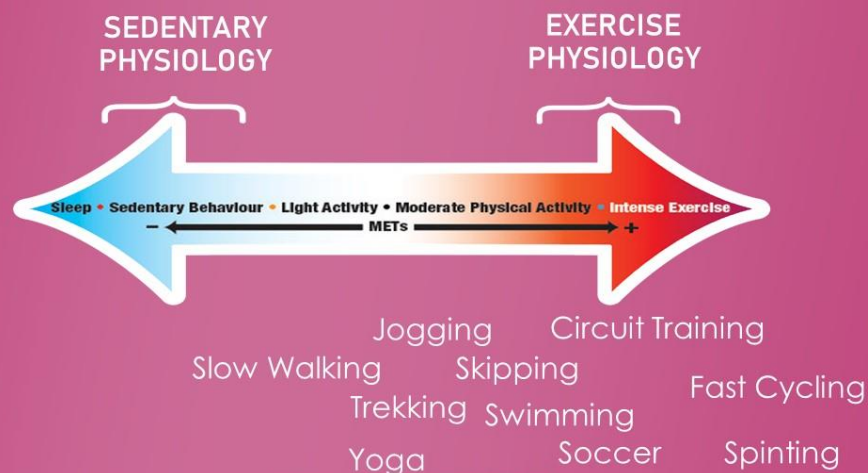 SEDENTARY
PHYSIOLOGY
EXERCISE
PHYSIOLOGY
Sleep • Sedentary Behaviour • Light Activity • Moderate Physical Activity • Intense Exercise
− METs +
Jogging Circuit Training
Slow Walking Skipping
Fast Cycling
Trekking Swimming
Yoga Soccer Spinting